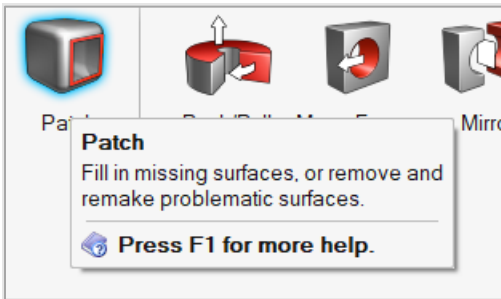 Patch
Fill in missing surfaces, or remove and
remake problematic surfaces.
Press F1 for more help.